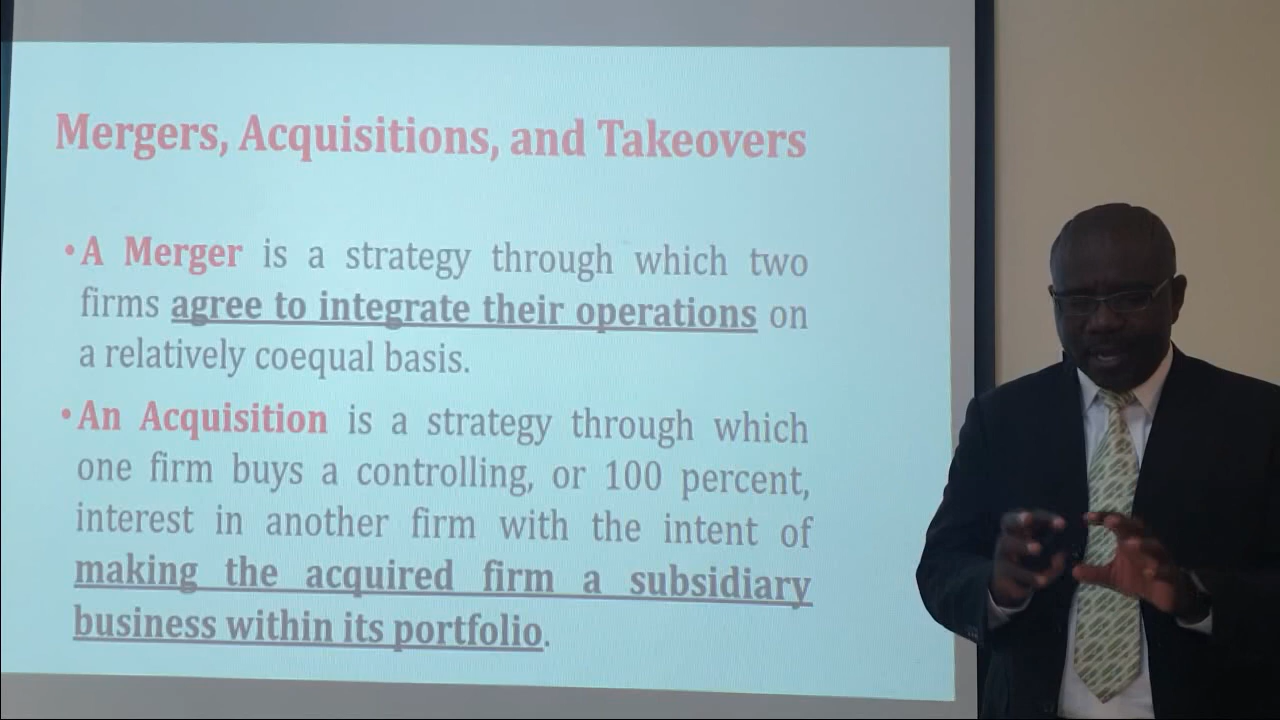 Mergers, Acquisitions, and Takeovers
• A Merger is a strategy through which two
firms agree to integrate their operations on
a relatively coequal basis.
• An Acquisition is a strategy through which
one firm buys a controlling, or 100 percent,
interest in another firm with the intent of
making the acquired firm a subsidiary
business within its portfolio.